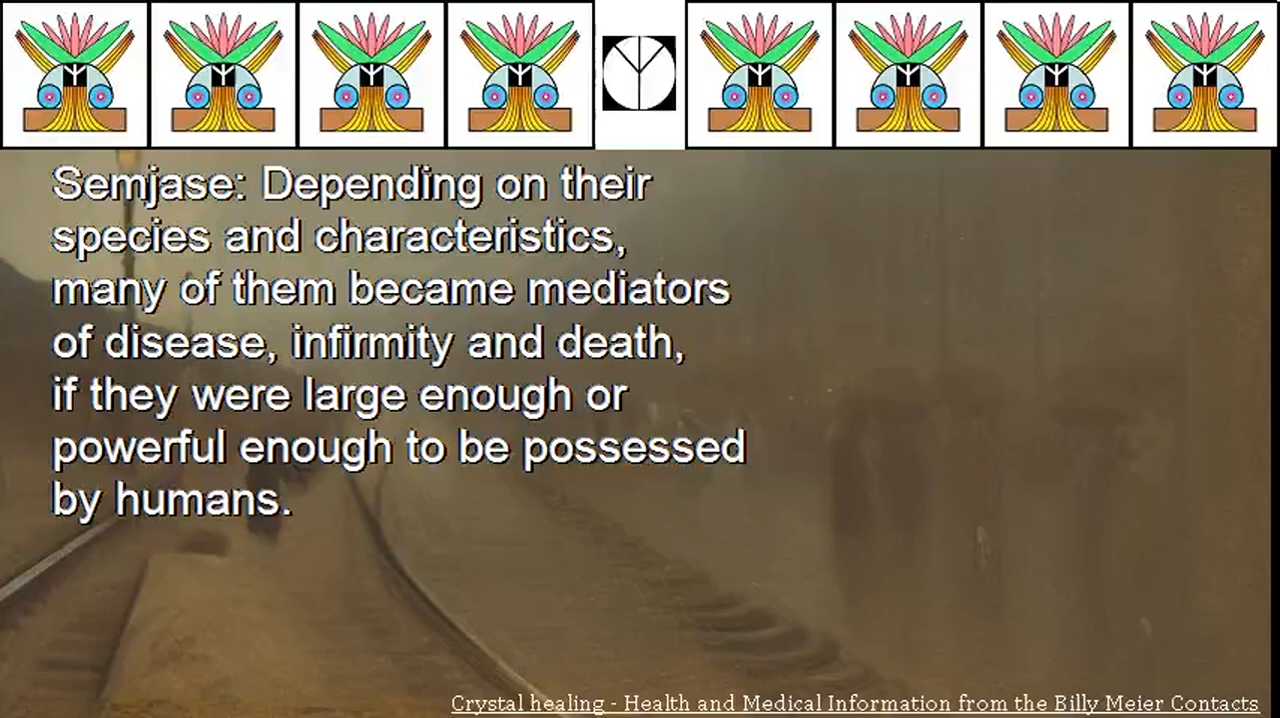 Semjase: Depending on their
species and characteristics,
many of them became mediators
of disease, infirmity and death,
if they were large enough or
powerful enough to be possessed
by humans.
Crystal healing - Health and Medical Information from the Billy Meier Contacts